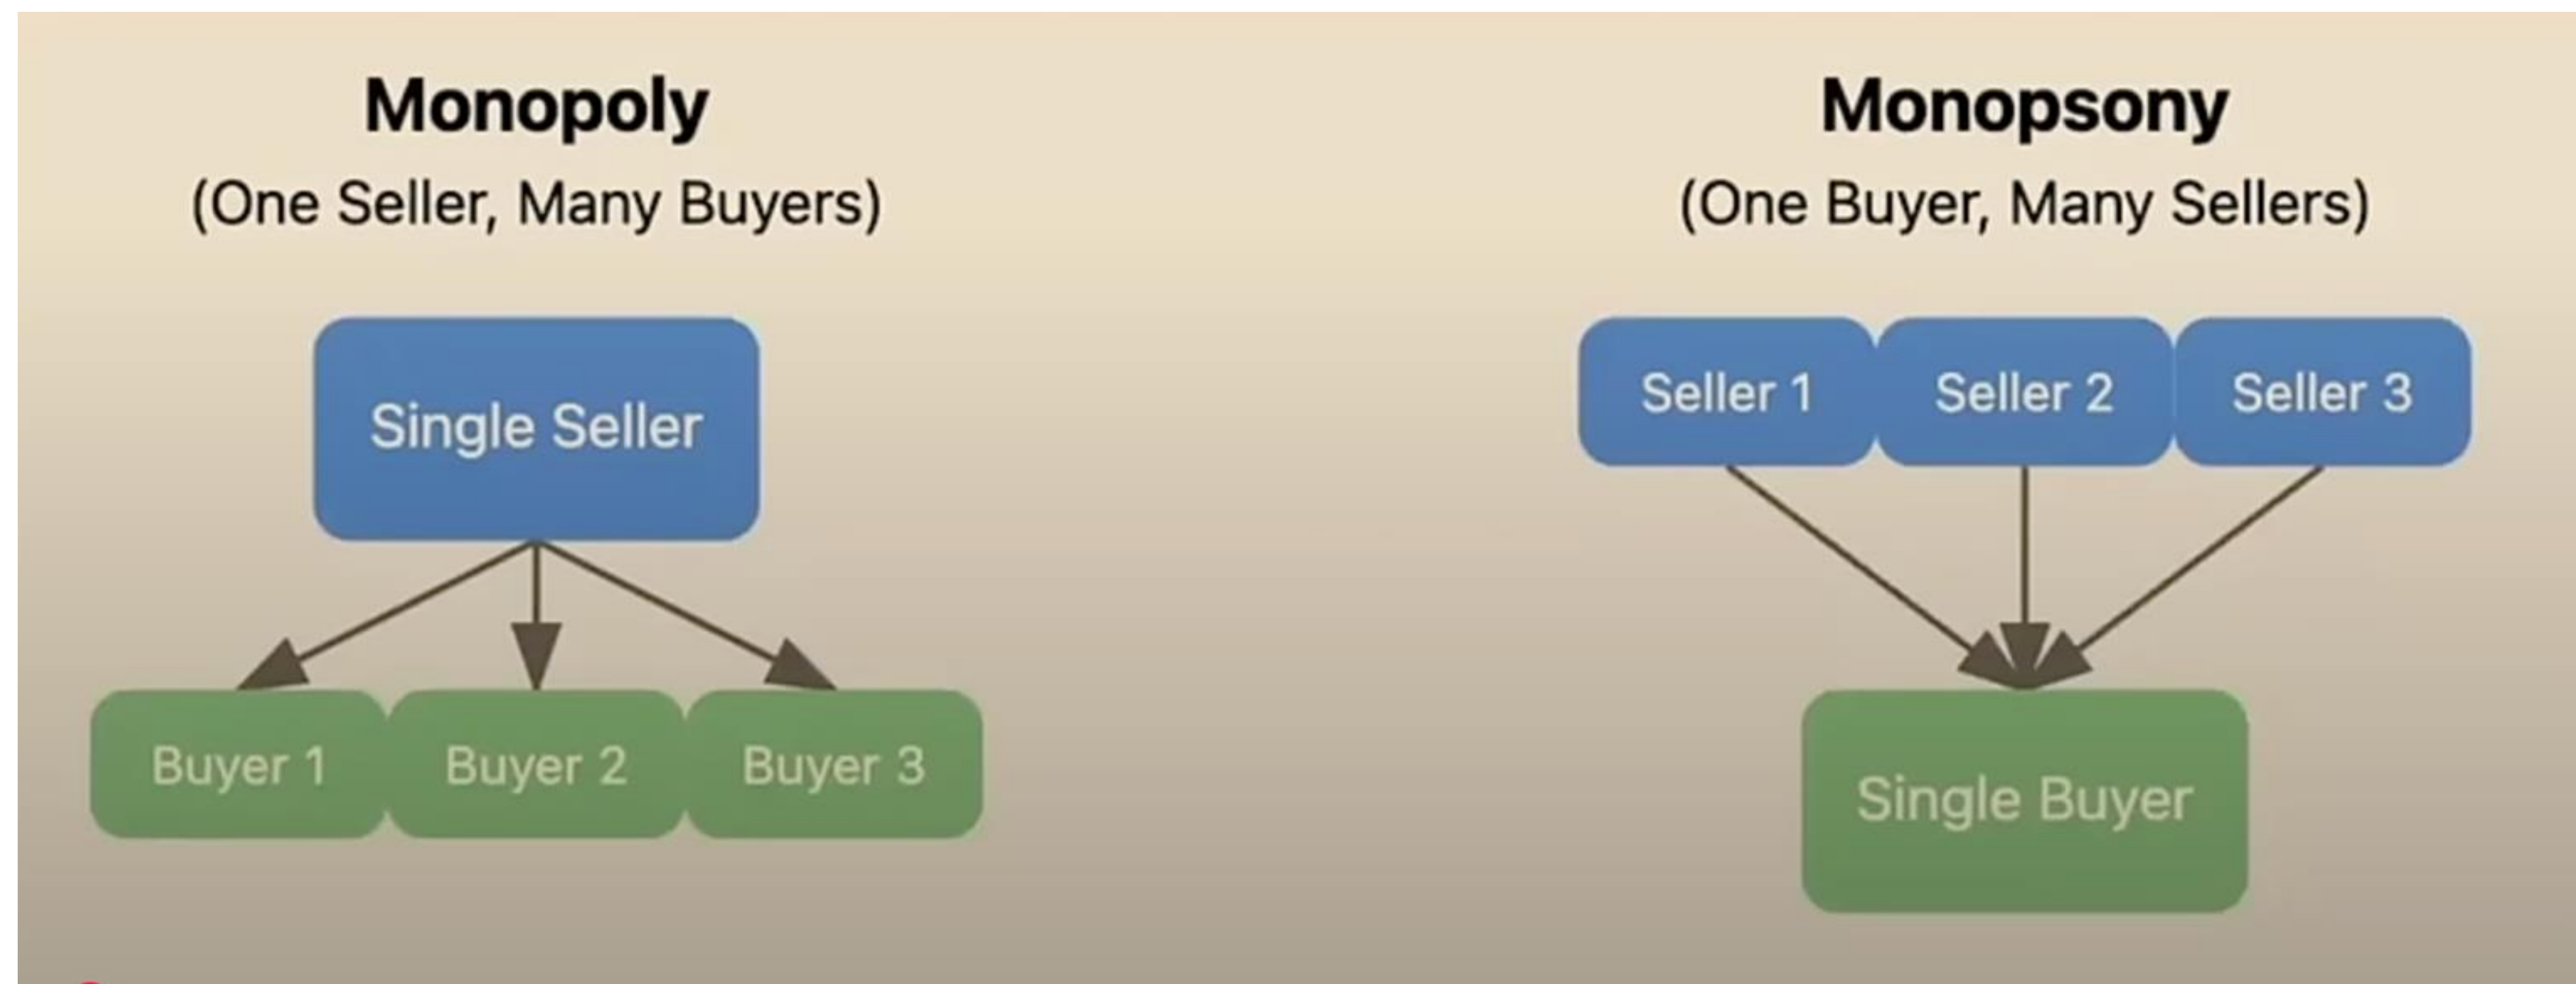 Monopoly
(One Seller, Many Buyers)
Single Seller
Buyer 1
Buyer 2
Buyer 3
Monopsony
(One Buyer, Many Sellers)
Seller 1
Seller 2
Seller 3
Single Buyer